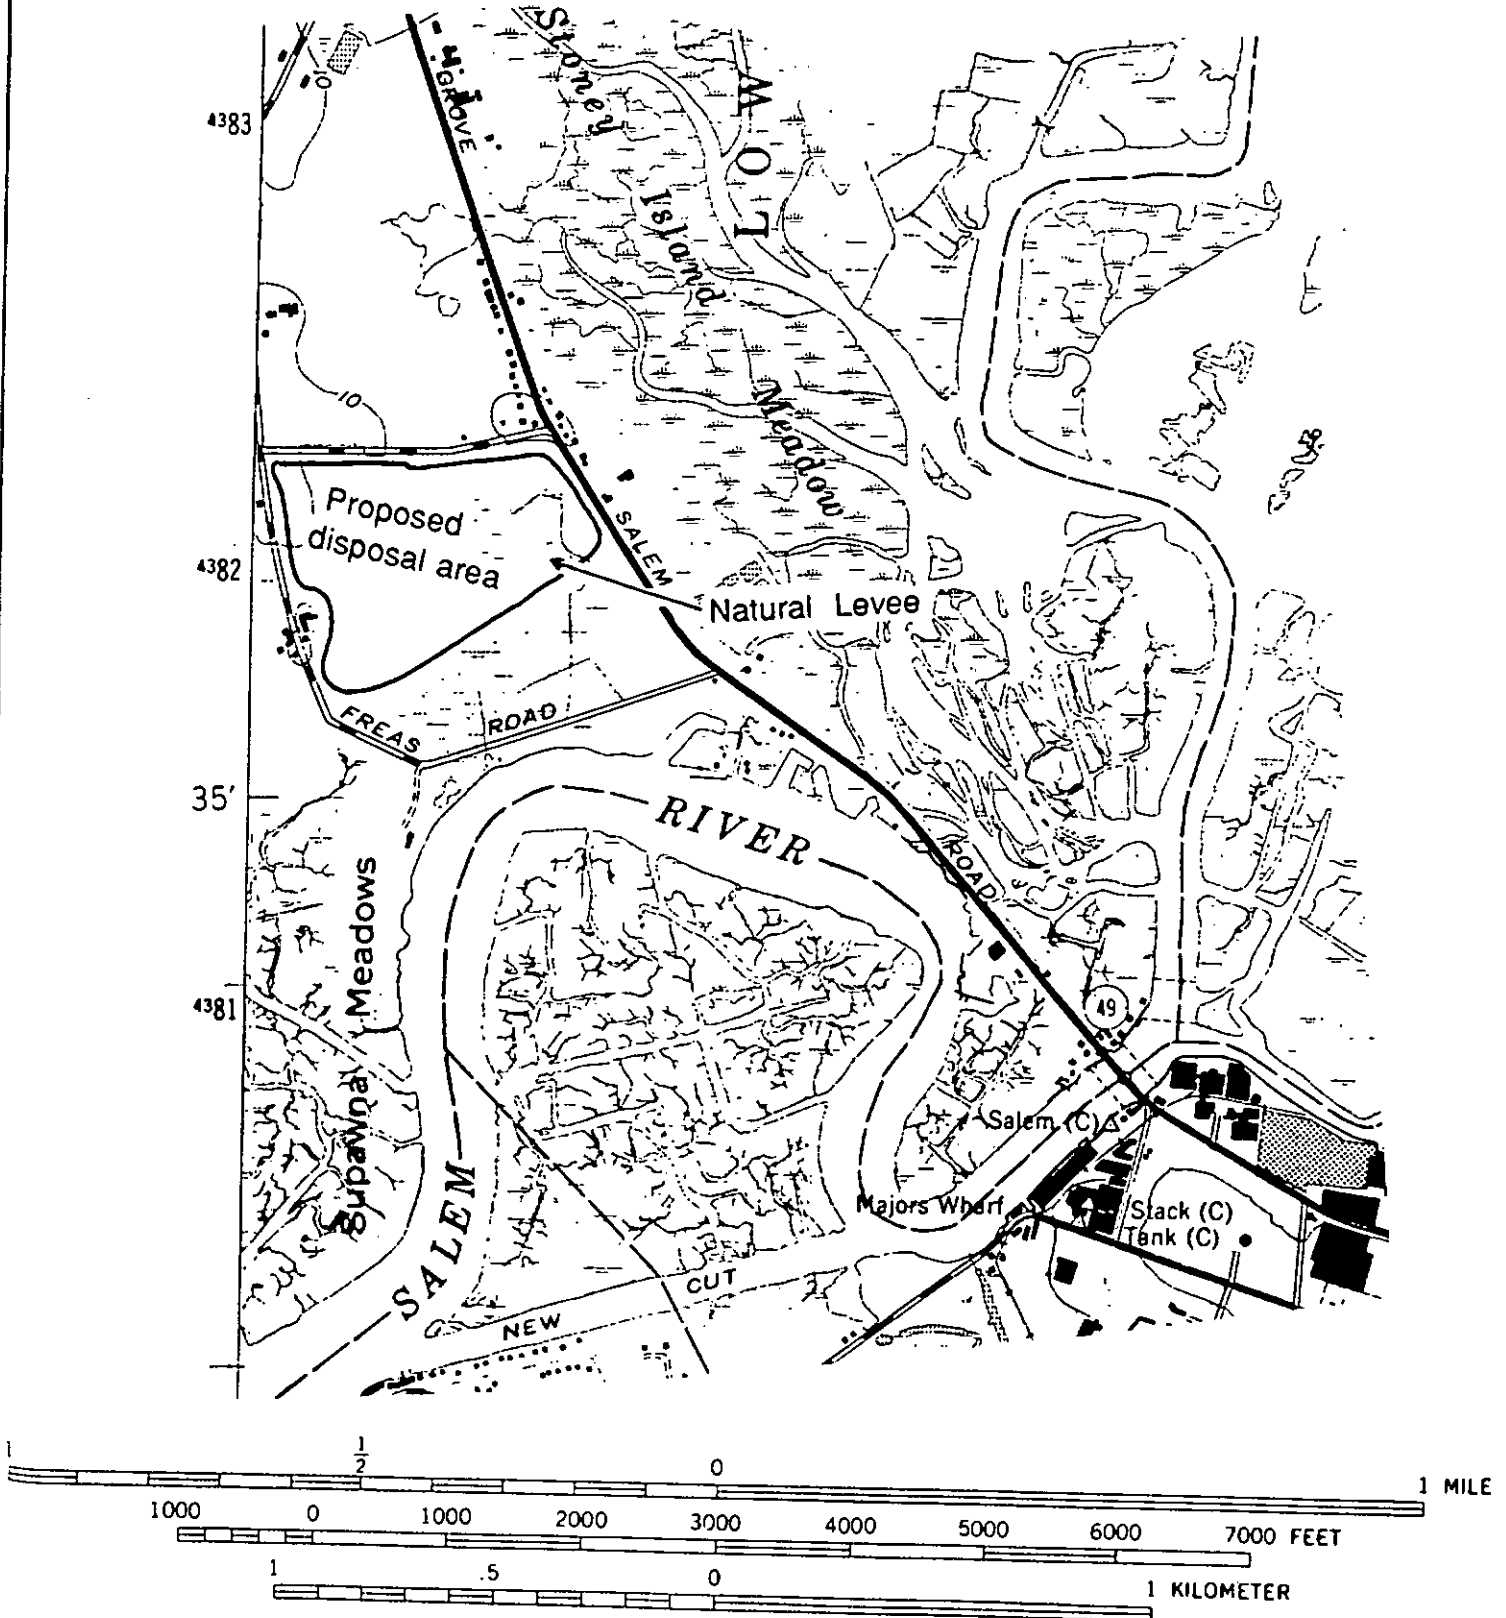 Stoney
Island
Meadow
LOW
GROVE
4383
10
10
Proposed
disposal area
SALEM
4382
Natural Levee
FREAS ROAD
35'
RIVER
ROAD
Supawna Meadows
4381
49
Salem (C)
Majors Wharf
Stack (C)
Tank (C)
SALEM
NEW CUT
1 1/2 0 1 MILE
1000 0 1000 2000 3000 4000 5000 6000 7000 FEET
1 .5 0 1 KILOMETER